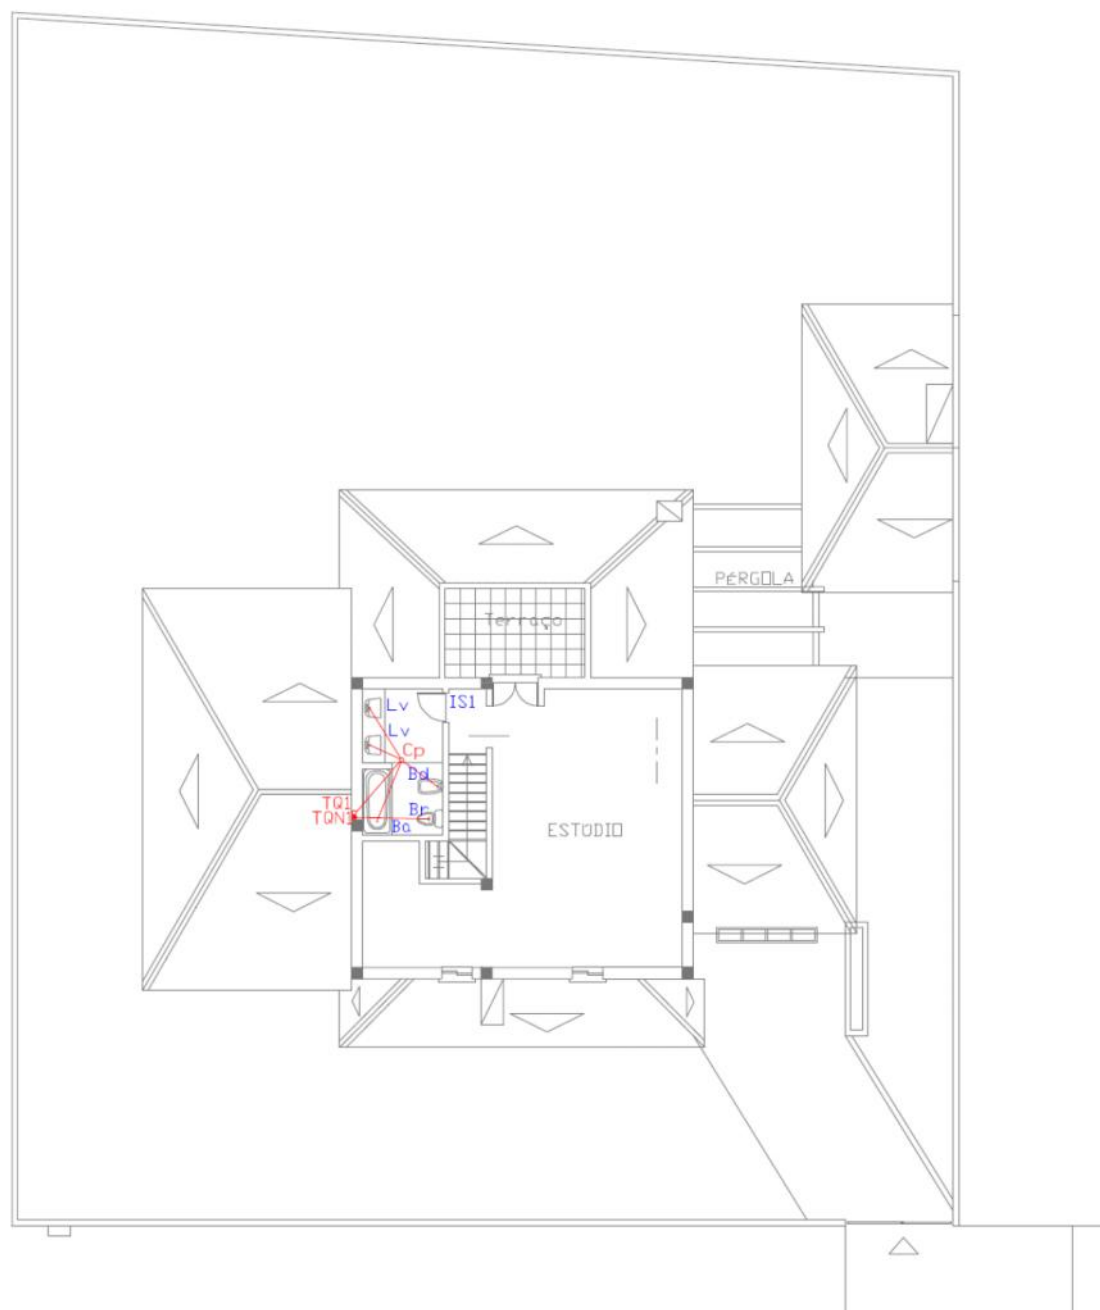 PÉRGOLA
Terraço
Lv
IS1
Lv
Cp
Bd
TQ1
Br
TQN1
Ba
ESTÚDIO